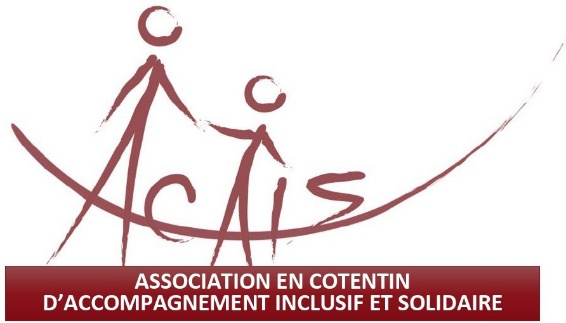 ACAIS
ASSOCIATION EN COTENTIN
D'ACCOMPAGNEMENT INCLUSIF ET SOLIDAIRE